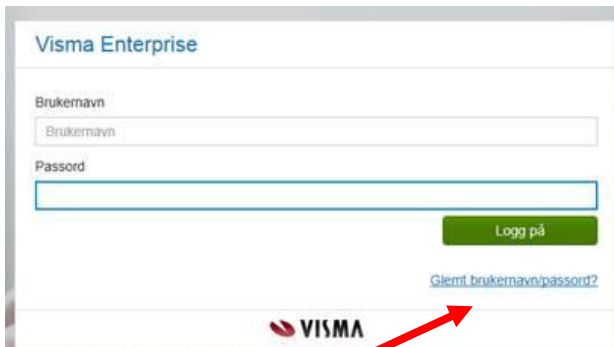 Visma Enterprise
Brukernavn
Brukernavn
Passord
Logg på
Glemt brukernavn/passord?
VISMA